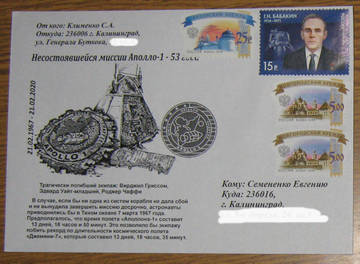 От кого: Клименко С.А.
Откуда: 236006 г. Калининград,
ул. Генерала Буткова,
Несостоявшейся миссии Аполло-1 - 53
21.02.1967 - 21.02.2020
APOLLO
Трагически погибший экипаж: Вирджил Гриссом,
Эдвард Уайт-младший, Роджер Чаффи
В случае, если бы ни одна из систем корабля не дала сбой
и не вынудила завершить миссию досрочно, астронавты
приводнились бы в Тихом океане 7 марта 1967 года.
Предполагалось, что время полета «Аполлона-1» составит
13 дней, 18 часов и 50 минут. Это позволило бы экипажу
побить рекорд по длительности космического полета
«Джемини-7», который составил 13 дней, 18 часов, 35 минут.
25р
Г.Н. БАБАКИН
15р
5.00
5.00
Кому: Семененко Евгению
Куда: 236016,
г. Калининград,